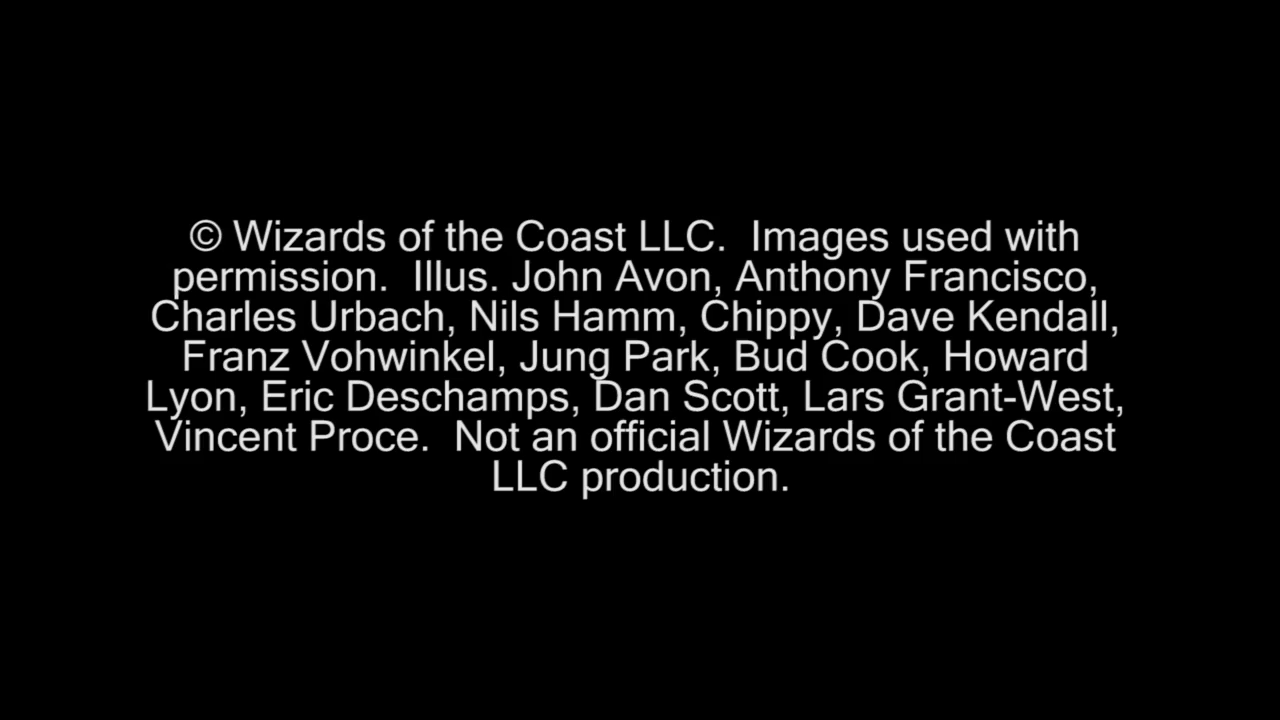 © Wizards of the Coast LLC.  Images used with
permission.  Illus. John Avon, Anthony Francisco,
Charles Urbach, Nils Hamm, Chippy, Dave Kendall,
Franz Vohwinkel, Jung Park, Bud Cook, Howard
Lyon, Eric Deschamps, Dan Scott, Lars Grant-West,
Vincent Proce.  Not an official Wizards of the Coast
LLC production.